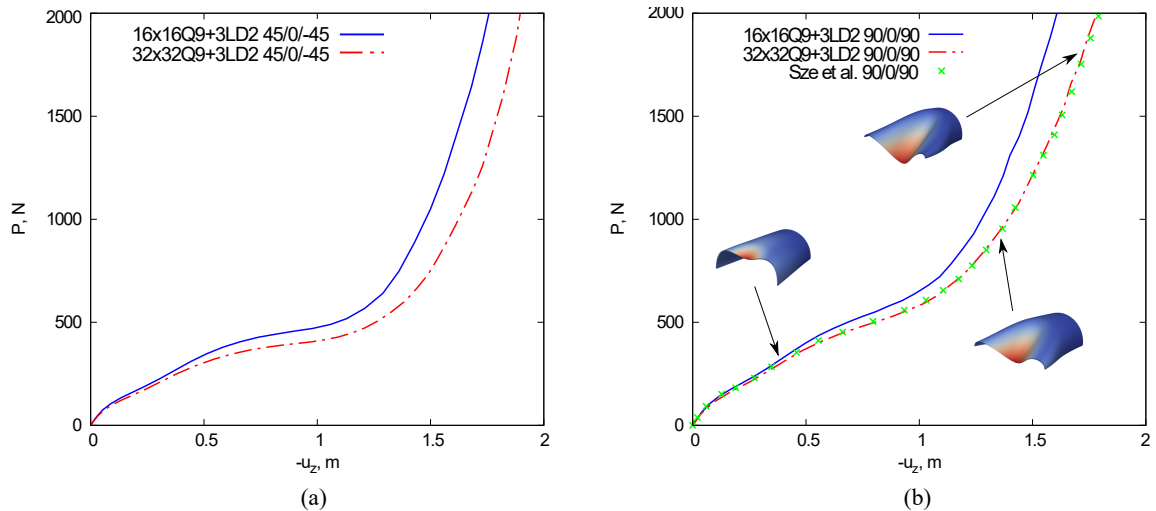 2000
1500
1000
500
0
P, N
16x16Q9+3LD2 45/0/-45
32x32Q9+3LD2 45/0/-45
0
0.5
1
1.5
2
-u_z, m
(a)
2000
1500
1000
500
0
P, N
16x16Q9+3LD2 90/0/90
32x32Q9+3LD2 90/0/90
Sze et al. 90/0/90
0
0.5
1
1.5
2
-u_z, m
(b)